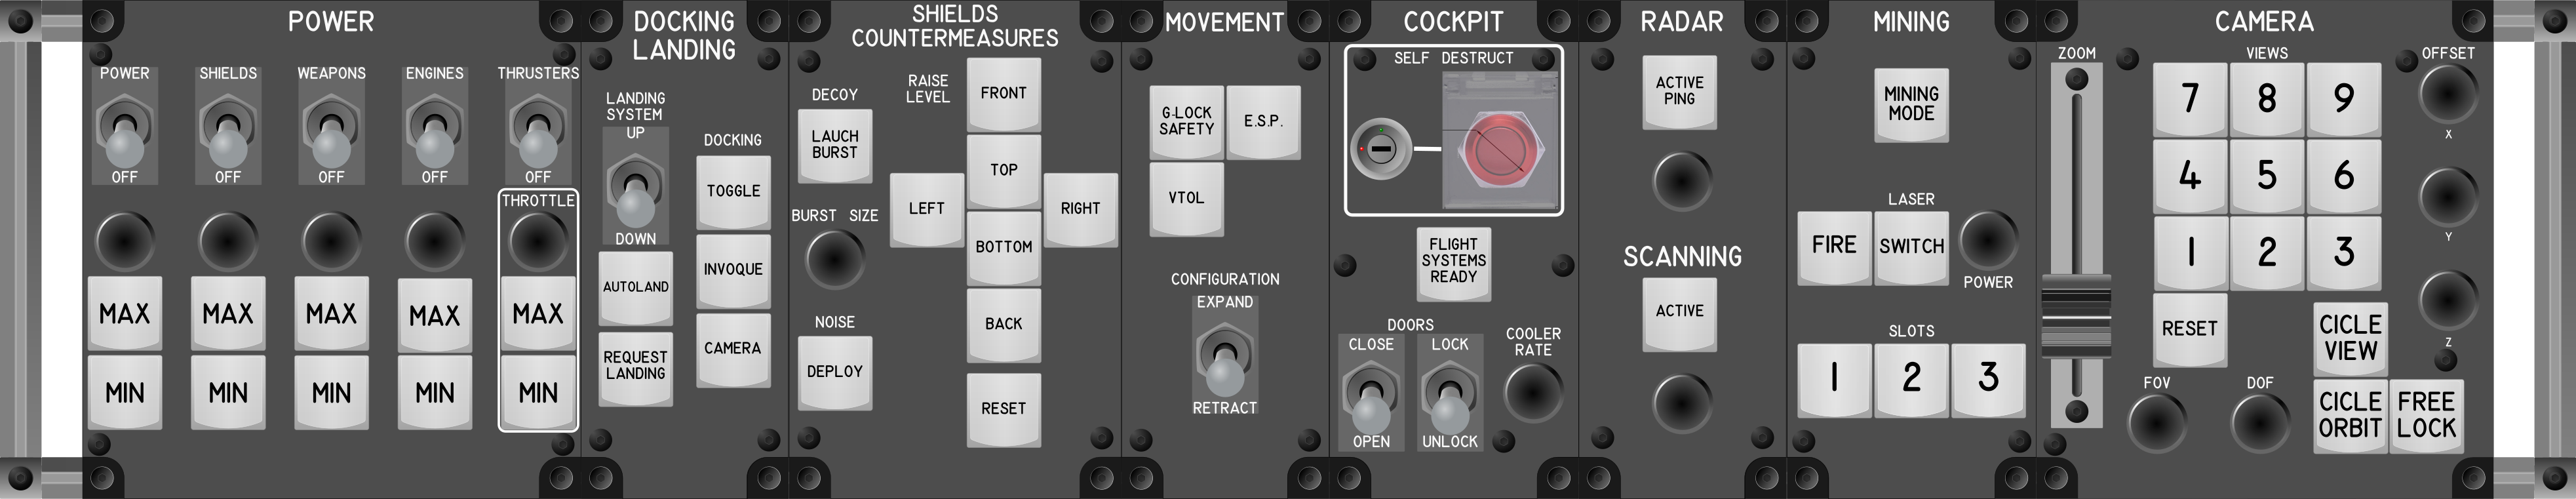 POWER
POWER
OFF
SHIELDS
OFF
WEAPONS
OFF
ENGINES
OFF
THRUSTERS
OFF
THROTTLE
MAX
MAX
MAX
MAX
MAX
MIN
MIN
MIN
MIN
MIN
DOCKING
LANDING
LANDING
SYSTEM
UP
DOWN
AUTOLAND
REQUEST
LANDING
DOCKING
TOGGLE
INVOQUE
CAMERA
SHIELDS
COUNTERMEASURES
DECOY
LAUCH
BURST
BURST SIZE
NOISE
DEPLOY
RAISE
LEVEL
FRONT
TOP
LEFT
RIGHT
BOTTOM
BACK
RESET
MOVEMENT
G-LOCK
SAFETY
E.S.P.
VTOL
CONFIGURATION
EXPAND
RETRACT
COCKPIT
SELF DESTRUCT
FLIGHT
SYSTEMS
READY
DOORS
CLOSE
OPEN
LOCK
UNLOCK
COOLER
RATE
RADAR
ACTIVE
PING
SCANNING
ACTIVE
MINING
MINING
MODE
LASER
FIRE
SWITCH
POWER
SLOTS
1
2
3
CAMERA
ZOOM
VIEWS
7
8
9
4
5
6
1
2
3
RESET
CICLE
VIEW
FOV
DOF
CICLE
ORBIT
FREE
LOCK
OFFSET
X
Y
Z